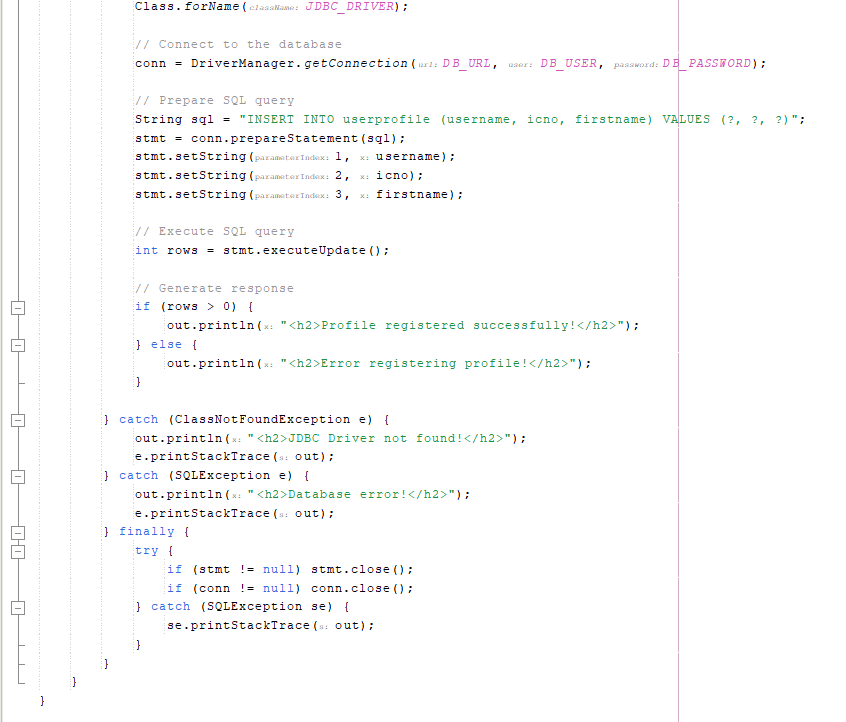 Class.forName(className: JDBC_DRIVER);
// Connect to the database
conn = DriverManager.getConnection(url: DB_URL, user: DB_USER, password: DB_PASSWORD);
// Prepare SQL query
String sql = "INSERT INTO userprofile (username, icno, firstname) VALUES (?, ?, ?)";
stmt = conn.prepareStatement(sql);
stmt.setString(parameterIndex: 1, x: username);
stmt.setString(parameterIndex: 2, x: icno);
stmt.setString(parameterIndex: 3, x: firstname);
// Execute SQL query
int rows = stmt.executeUpdate();
// Generate response
if (rows > 0) {
out.println(x: "<h2>Profile registered successfully!</h2>");
} else {
out.println(x: "<h2>Error registering profile!</h2>");
}
} catch (ClassNotFoundException e) {
out.println(x: "<h2>JDBC Driver not found!</h2>");
e.printStackTrace(s: out);
} catch (SQLException e) {
out.println(x: "<h2>Database error!</h2>");
e.printStackTrace(s: out);
} finally {
try {
if (stmt != null) stmt.close();
if (conn != null) conn.close();
} catch (SQLException se) {
se.printStackTrace(s: out);
}
}
}
}